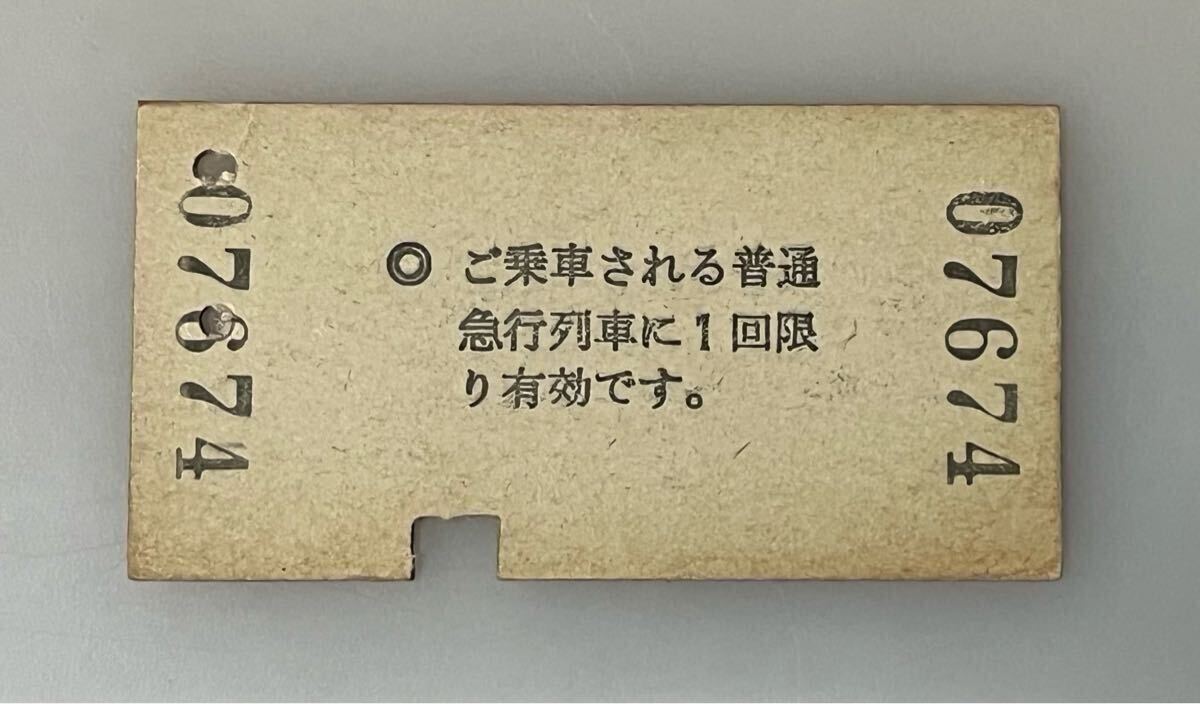 07674
◎ ご乗車される普通
急行列車に1回限
り有効です。
07674